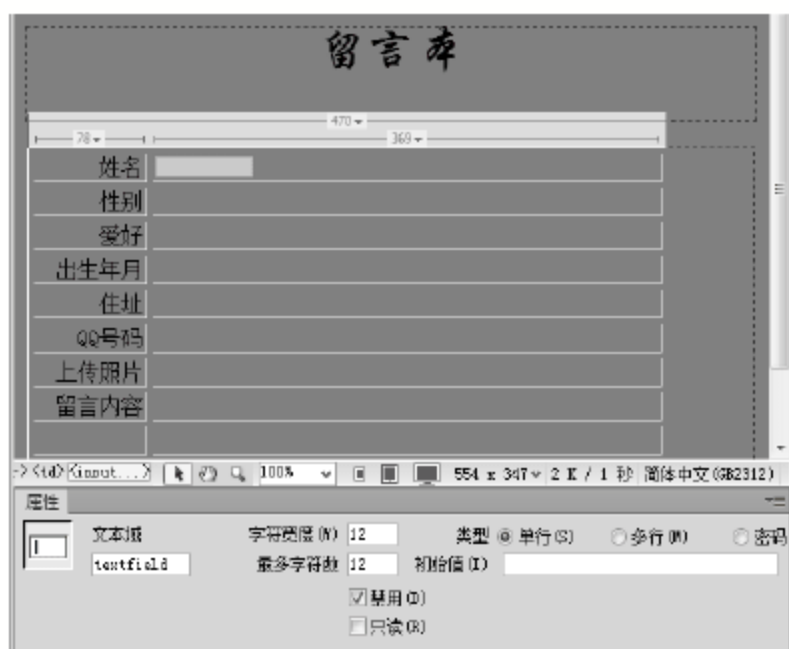 留言本
470
78 369
姓名
性别
爱好
出生年月
住址
QQ号码
上传照片
留言内容
<td> <input...> 100% 554 x 347 2 K / 1 秒 简体中文(GB2312)
属性
文本域 字符宽度(W) 12 类型 单行(S) 多行(M) 密码
textfield 最多字符数 12 初始值(I)
禁用(D)
只读(R)